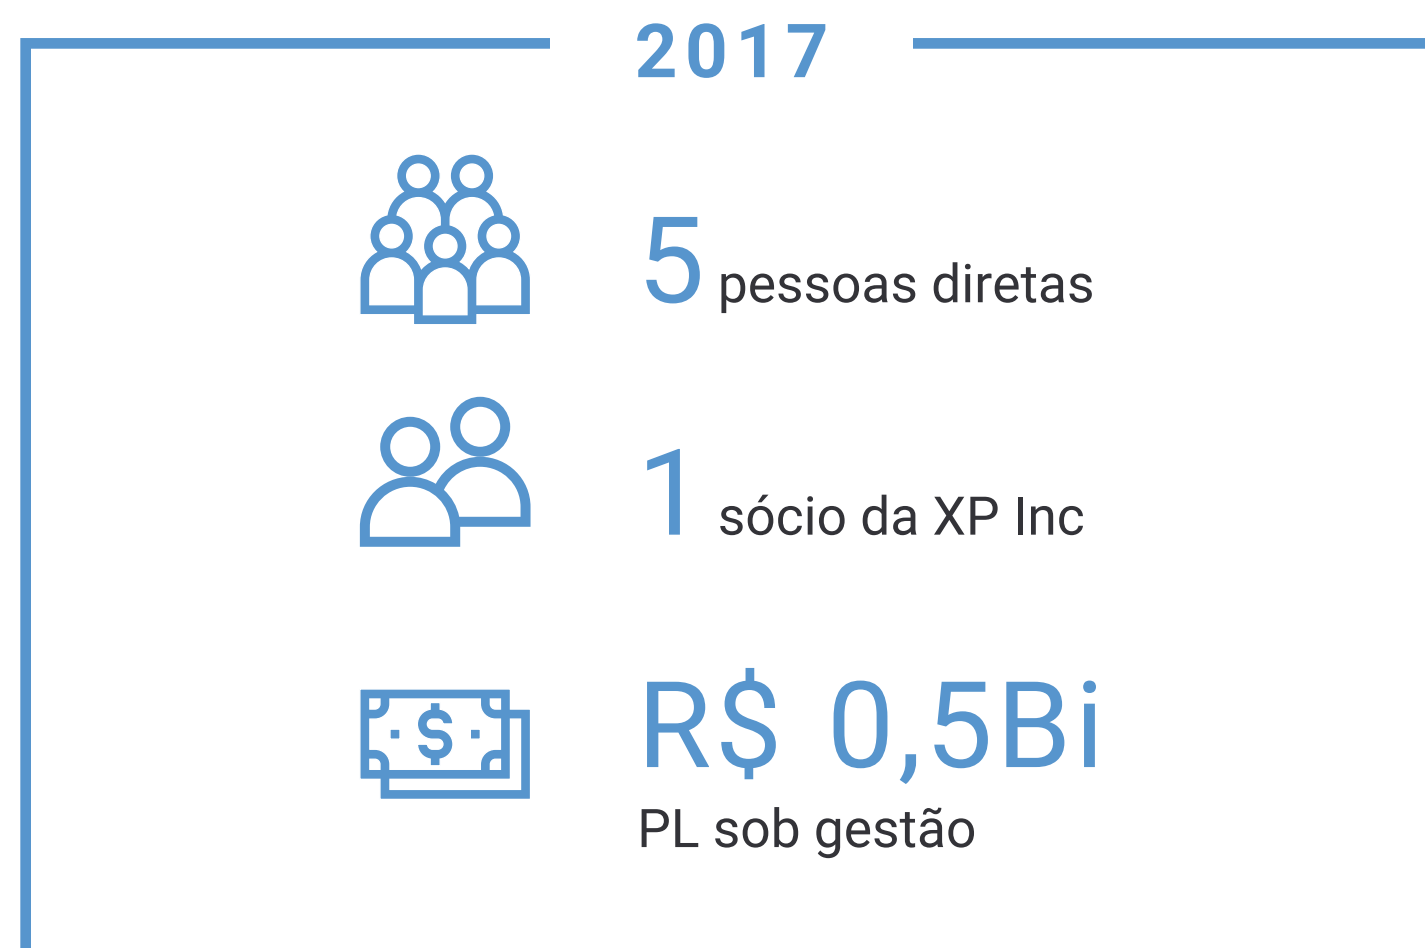 2017
5 pessoas diretas
1 sócio da XP Inc
R$ 0,5Bi
PL sob gestão